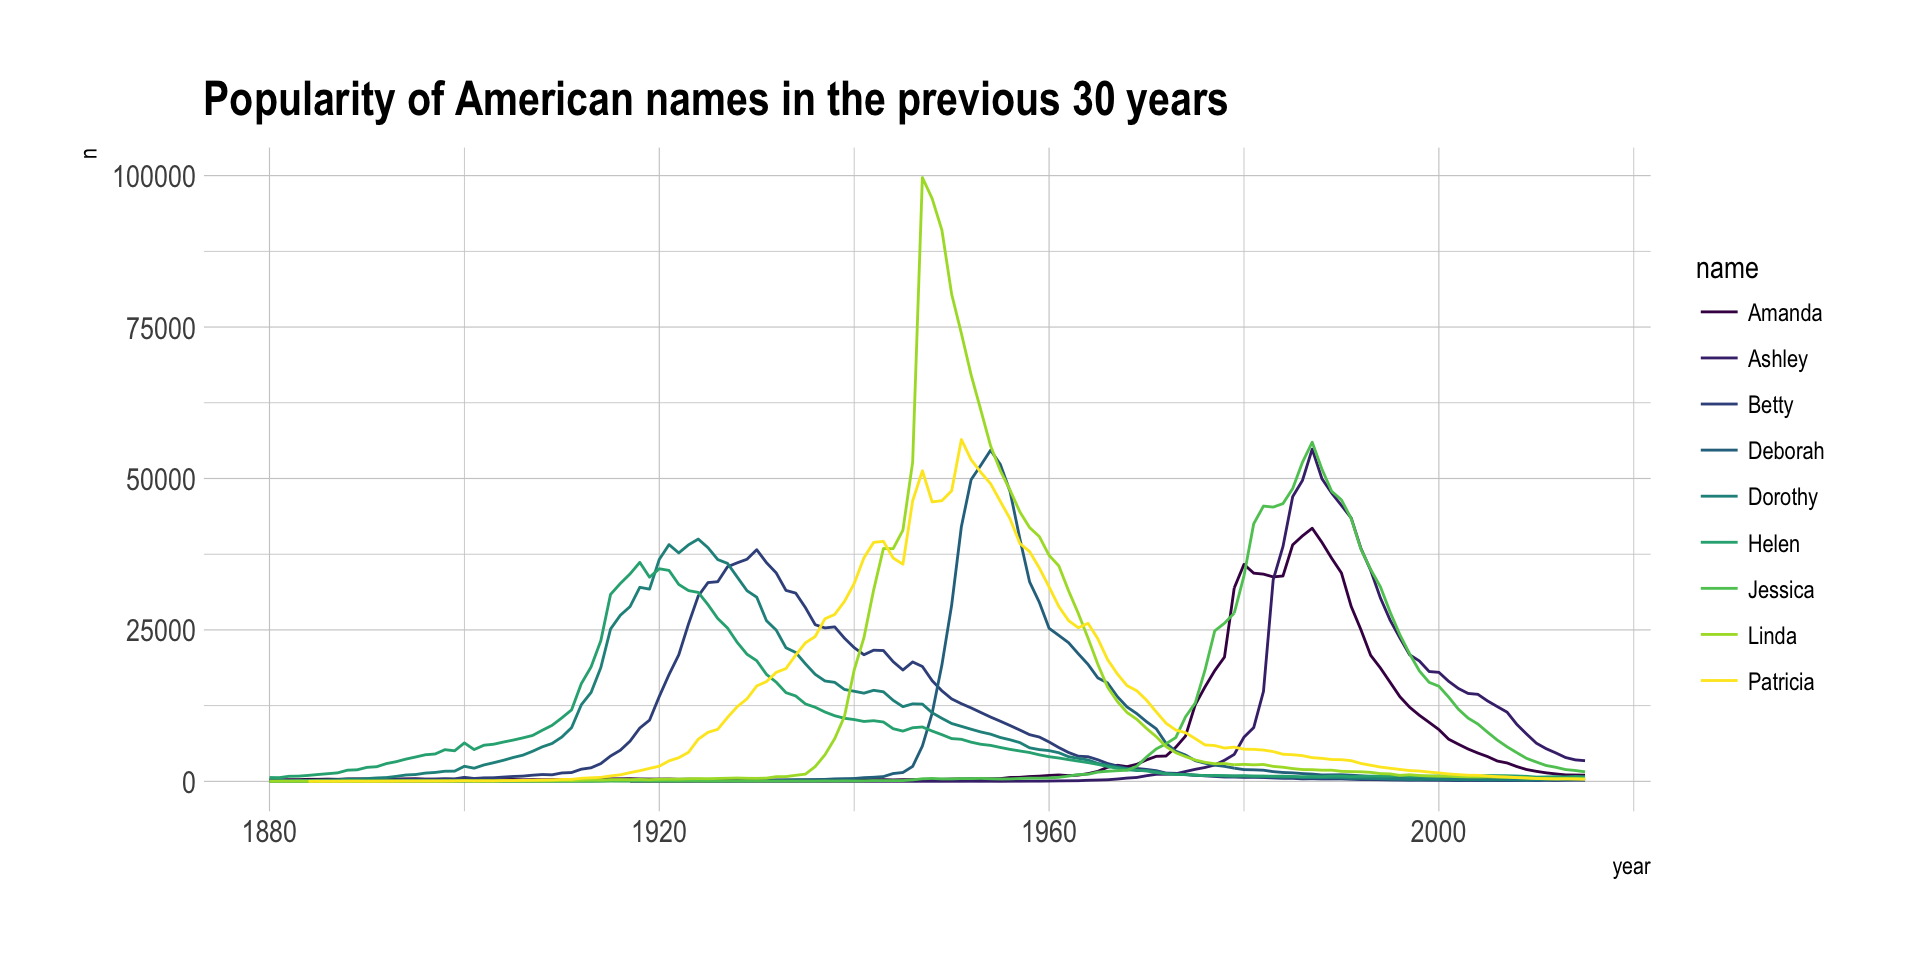 Popularity of American names in the previous 30 years
n
100000
75000
50000
25000
0
1880 1920 1960 2000
year
name
Amanda
Ashley
Betty
Deborah
Dorothy
Helen
Jessica
Linda
Patricia